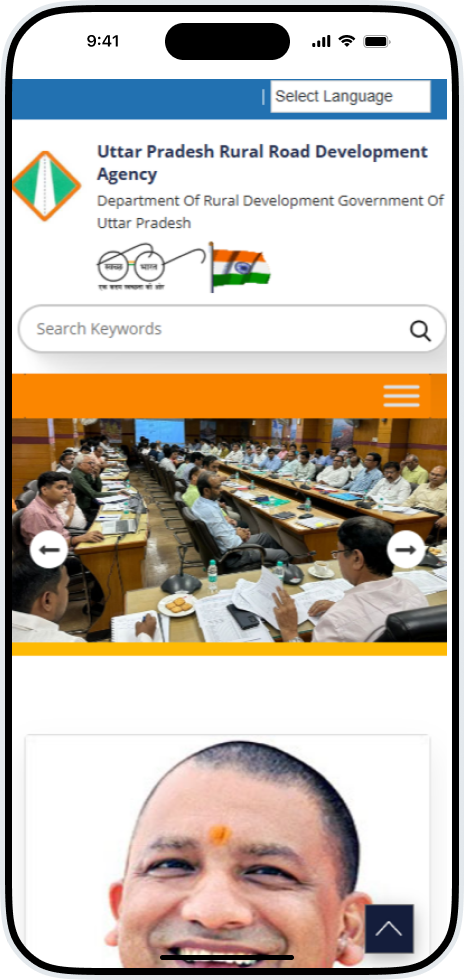 9:41
| Select Language
Uttar Pradesh Rural Road Development
Agency
Department Of Rural Development Government Of
Uttar Pradesh
स्वच्छ भारत
एक कदम स्वच्छता की ओर
Search Keywords